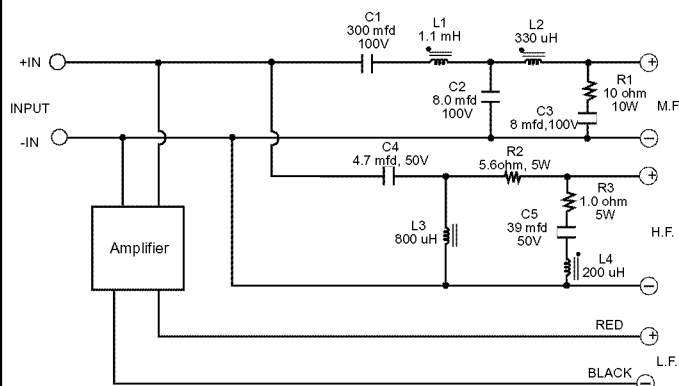 C1
300 mfd
100V
L1
1.1 mH
L2
330 uH
+IN
INPUT
-IN
C2
8.0 mfd
100V
R1
10 ohm
10W
C3
8 mfd,100V
M.F
+
−
C4
4.7 mfd, 50V
R2
5.6ohm, 5W
L3
800 uH
R3
1.0 ohm
5W
C5
39 mfd
50V
L4
200 uH
H.F.
+
−
Amplifier
RED
+
L.F.
BLACK
−